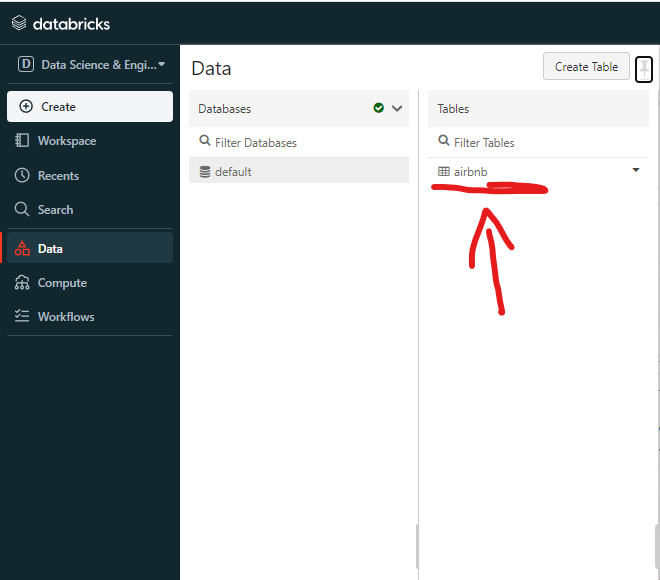 databricks
D Data Science & Engi...
Create
Workspace
Recents
Search
Data
Compute
Workflows
Data
Create Table
Databases
Filter Databases
default
Tables
Filter Tables
airbnb